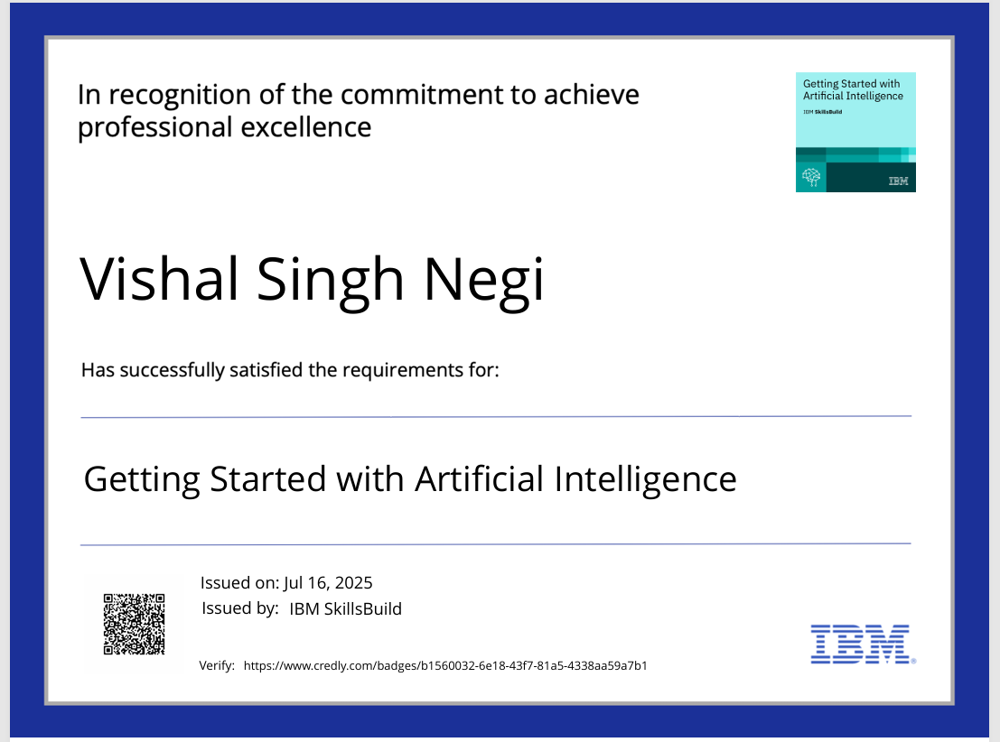 In recognition of the commitment to achieve
professional excellence
Getting Started with
Artificial Intelligence
IBM SkillsBuild
IBM
Vishal Singh Negi
Has successfully satisfied the requirements for:
Getting Started with Artificial Intelligence
Issued on: Jul 16, 2025
Issued by: IBM SkillsBuild
Verify: https://www.credly.com/badges/b1560032-6e18-43f7-81a5-4338aa59a7b1
IBM®